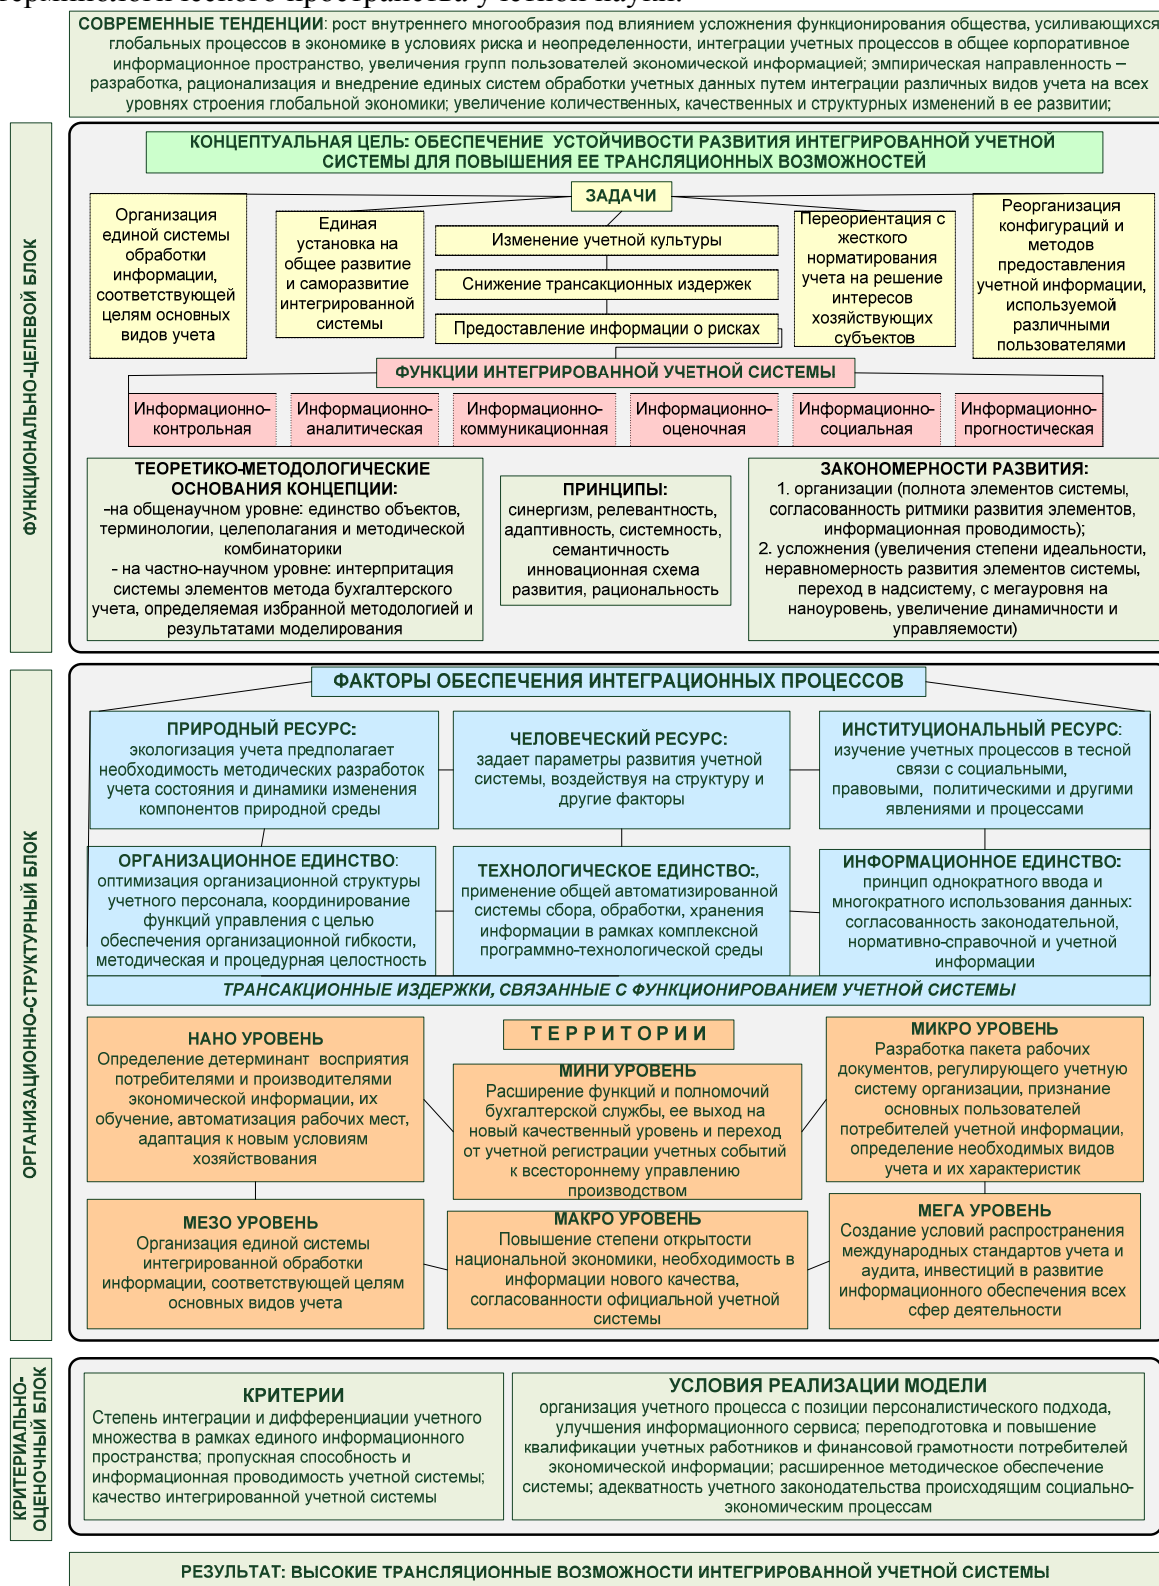 терминологического пространства учетной науки.
СОВРЕМЕННЫЕ ТЕНДЕНЦИИ: рост внутреннего многообразия под влиянием усложнения функционирования общества, усиливающихся
глобальных процессов в экономике в условиях риска и неопределенности, интеграции учетных процессов в общее корпоративное
информационное пространство, увеличения групп пользователей экономической информацией; эмпирическая направленность –
разработка, рационализация и внедрение единых систем обработки учетных данных путем интеграции различных видов учета на всех
уровнях строения глобальной экономики; увеличение количественных, качественных и структурных изменений в ее развитии;
ФУНКЦИОНАЛЬНО-ЦЕЛЕВОЙ БЛОК
КОНЦЕПТУАЛЬНАЯ ЦЕЛЬ: ОБЕСПЕЧЕНИЕ УСТОЙЧИВОСТИ РАЗВИТИЯ ИНТЕГРИРОВАННОЙ УЧЕТНОЙ
СИСТЕМЫ ДЛЯ ПОВЫШЕНИЯ ЕЕ ТРАНСЛЯЦИОННЫХ ВОЗМОЖНОСТЕЙ
ЗАДАЧИ
Организация
единой системы
обработки
информации,
соответствующей
целям основных
видов учета
Единая
установка на
общее развитие
и саморазвитие
интегрированной
системы
Изменение учетной культуры
Снижение трансакционных издержек
Предоставление информации о рисках
Переориентация с
жесткого
норматирования
учета на решение
интересов
хозяйствующих
субъектов
Реорганизация
конфигураций и
методов
предоставления
учетной информации,
используемой
различными
пользователями
ФУНКЦИИ ИНТЕГРИРОВАННОЙ УЧЕТНОЙ СИСТЕМЫ
Информационно-
контрольная
Информационно-
аналитическая
Информационно-
коммуникационная
Информационно-
оценочная
Информационно-
социальная
Информационно-
прогностическая
ТЕОРЕТИКО-МЕТОДОЛОГИЧЕСКИЕ
ОСНОВАНИЯ КОНЦЕПЦИИ:
-на общенаучном уровне: единство объектов,
терминологии, целеполагания и методической
комбинаторики
- на частно-научном уровне: интерпритация
системы элементов метода бухгалтерского
учета, определяемая избранной методологией и
результатами моделирования
ПРИНЦИПЫ:
синергизм, релевантность,
адаптивность, системность,
семантичность
инновационная схема
развития, рациональность
ЗАКОНОМЕРНОСТИ РАЗВИТИЯ:
1. организации (полнота элементов системы,
согласованность ритмики развития элементов,
информационная проводимость);
2. усложнения (увеличения степени идеальности,
неравномерность развития элементов системы,
переход в надсистему, с мегауровня на
наноуровень, увеличение динамичности и
управляемости)
ОРГАНИЗАЦИОННО-СТРУКТУРНЫЙ БЛОК
ФАКТОРЫ ОБЕСПЕЧЕНИЯ ИНТЕГРАЦИОННЫХ ПРОЦЕССОВ
ПРИРОДНЫЙ РЕСУРС:
экологизация учета предполагает
необходимость методических разработок
учета состояния и динамики изменения
компонентов природной среды
ЧЕЛОВЕЧЕСКИЙ РЕСУРС:
задает параметры развития учетной
системы, воздействуя на структуру и
другие факторы
ИНСТИТУЦИОНАЛЬНЫЙ РЕСУРС:
изучение учетных процессов в тесной
связи с социальными,
правовыми, политическими и другими
явлениями и процессами
ОРГАНИЗАЦИОННОЕ ЕДИНСТВО:
оптимизация организационной структуры
учетного персонала, координирование
функций управления с целью
обеспечения организационной гибкости,
методическая и процедурная целостность
ТЕХНОЛОГИЧЕСКОЕ ЕДИНСТВО:,
применение общей автоматизированной
системы сбора, обработки, хранения
информации в рамках комплексной
программно-технологической среды
ИНФОРМАЦИОННОЕ ЕДИНСТВО:
принцип однократного ввода и
многократного использования данных:
согласованность законодательной,
нормативно-справочной и учетной
информации
ТРАНСАКЦИОННЫЕ ИЗДЕРЖКИ, СВЯЗАННЫЕ С ФУНКЦИОНИРОВАНИЕМ УЧЕТНОЙ СИСТЕМЫ
ТЕРРИТОРИИ
НАНО УРОВЕНЬ
Определение детерминант восприятия
потребителями и производителями
экономической информации, их
обучение, автоматизация рабочих мест,
адаптация к новым условиям
хозяйствования
МИНИ УРОВЕНЬ
Расширение функций и полномочий
бухгалтерской службы, ее выход на
новый качественный уровень и переход
от учетной регистрации учетных событий
к всестороннему управлению
производством
МИКРО УРОВЕНЬ
Разработка пакета рабочих
документов, регулирующего учетную
систему организации, признание
основных пользователей
потребителей учетной информации,
определение необходимых видов
учета и их характеристик
МЕЗО УРОВЕНЬ
Организация единой системы
интегрированной обработки
информации, соответствующей целям
основных видов учета
МАКРО УРОВЕНЬ
Повышение степени открытости
национальной экономики, необходимость в
информации нового качества,
согласованности официальной учетной
системы
МЕГА УРОВЕНЬ
Создание условий распространения
международных стандартов учета и
аудита, инвестиций в развитие
информационного обеспечения всех
сфер деятельности
КРИТЕРИАЛЬНО-
ОЦЕНОЧНЫЙ БЛОК
КРИТЕРИИ
Степень интеграции и дифференциации учетного
множества в рамках единого информационного
пространства; пропускная способность и
информационная проводимость учетной системы;
качество интегрированной учетной системы
УСЛОВИЯ РЕАЛИЗАЦИИ МОДЕЛИ
организация учетного процесса с позиции персоналистического подхода,
улучшения информационного сервиса; переподготовка и повышение
квалификации учетных работников и финансовой грамотности потребителей
экономической информации; расширенное методическое обеспечение
системы; адекватность учетного законодательства происходящим социально-
экономическим процессам
РЕЗУЛЬТАТ: ВЫСОКИЕ ТРАНСЛЯЦИОННЫЕ ВОЗМОЖНОСТИ ИНТЕГРИРОВАННОЙ УЧЕТНОЙ СИСТЕМЫ